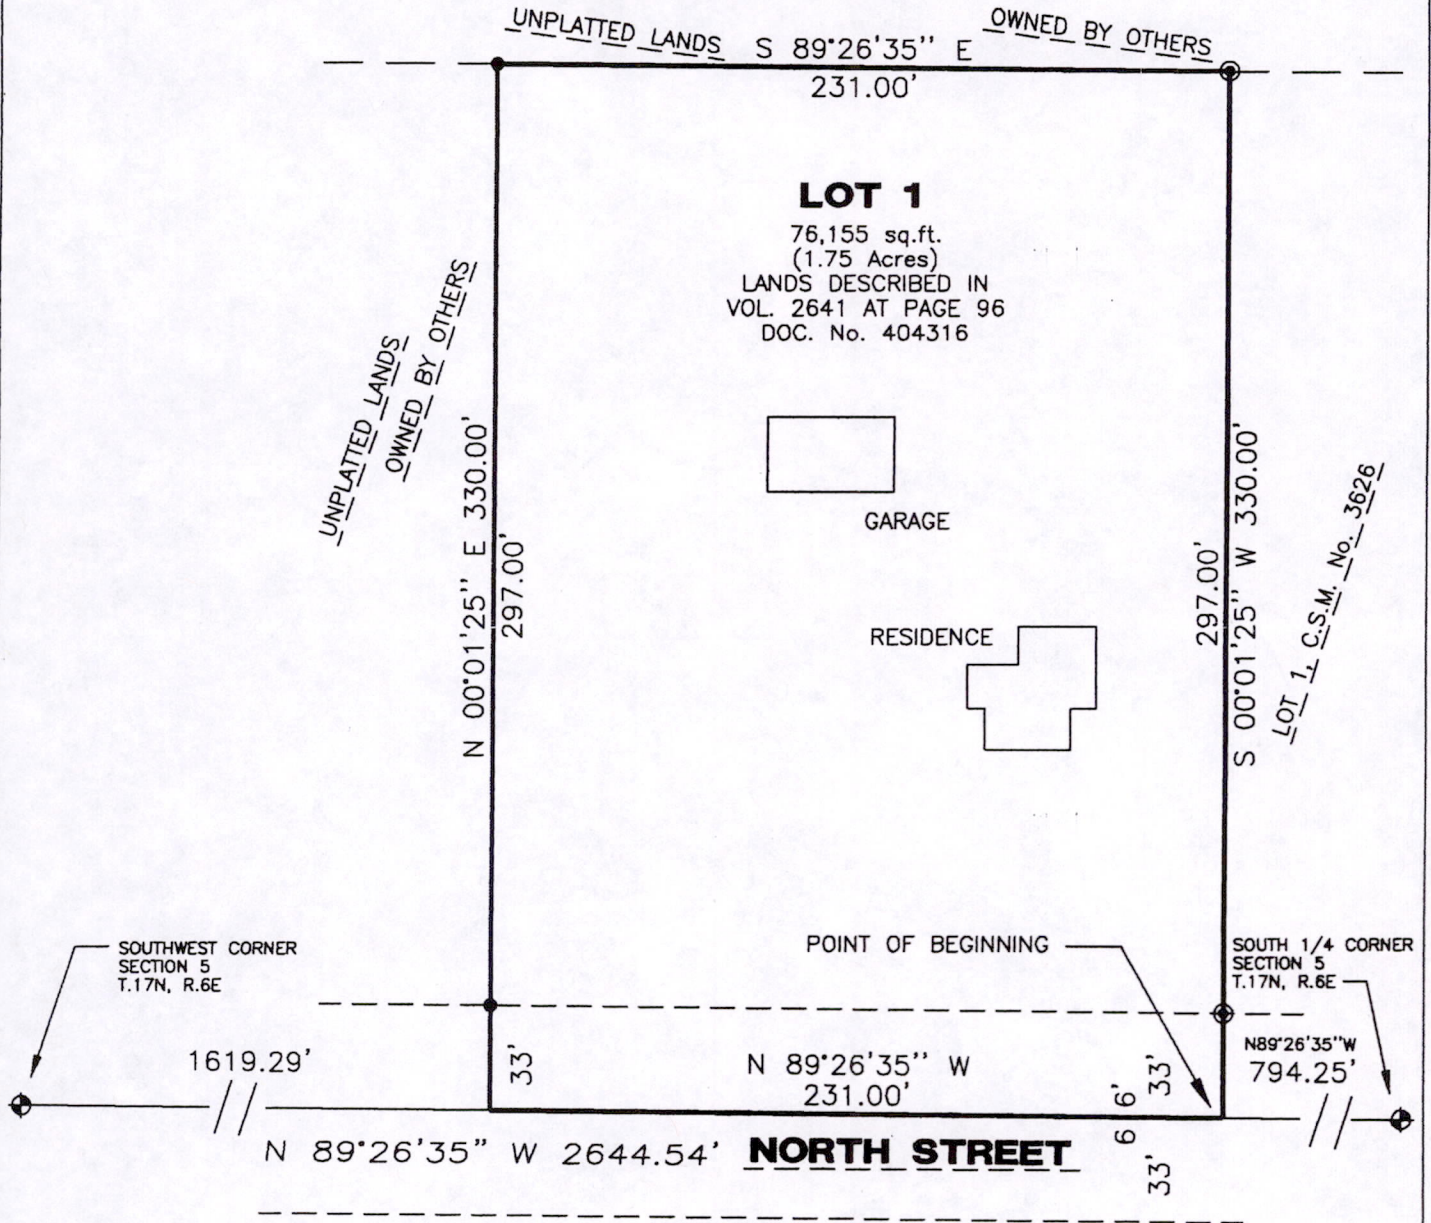 UNPLATTED LANDS S 89°26'35" E OWNED BY OTHERS
231.00'
LOT 1
76,155 sq.ft.
(1.75 Acres)
LANDS DESCRIBED IN
VOL. 2641 AT PAGE 96
DOC. No. 404316
UNPLATTED LANDS
OWNED BY OTHERS
N 00°01'25" E 330.00'
297.00'
GARAGE
RESIDENCE
297.00'
S 00°01'25" W 330.00'
LOT 1, C.S.M. No. 3626
SOUTHWEST CORNER
SECTION 5
T.17N, R.6E
POINT OF BEGINNING
SOUTH 1/4 CORNER
SECTION 5
T.17N, R.6E
1619.29'
33'
N 89°26'35" W
231.00'
6'
33'
N89°26'35"W
794.25'
N 89°26'35" W 2644.54' NORTH STREET
6'
33'